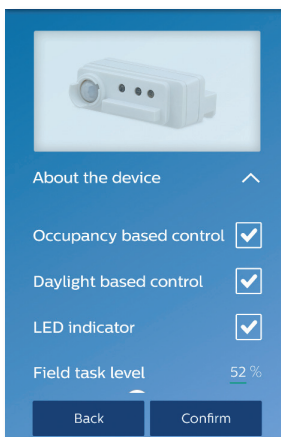 About the device
Occupancy based control
Daylight based control
LED indicator
Field task level 52 %
Back Confirm